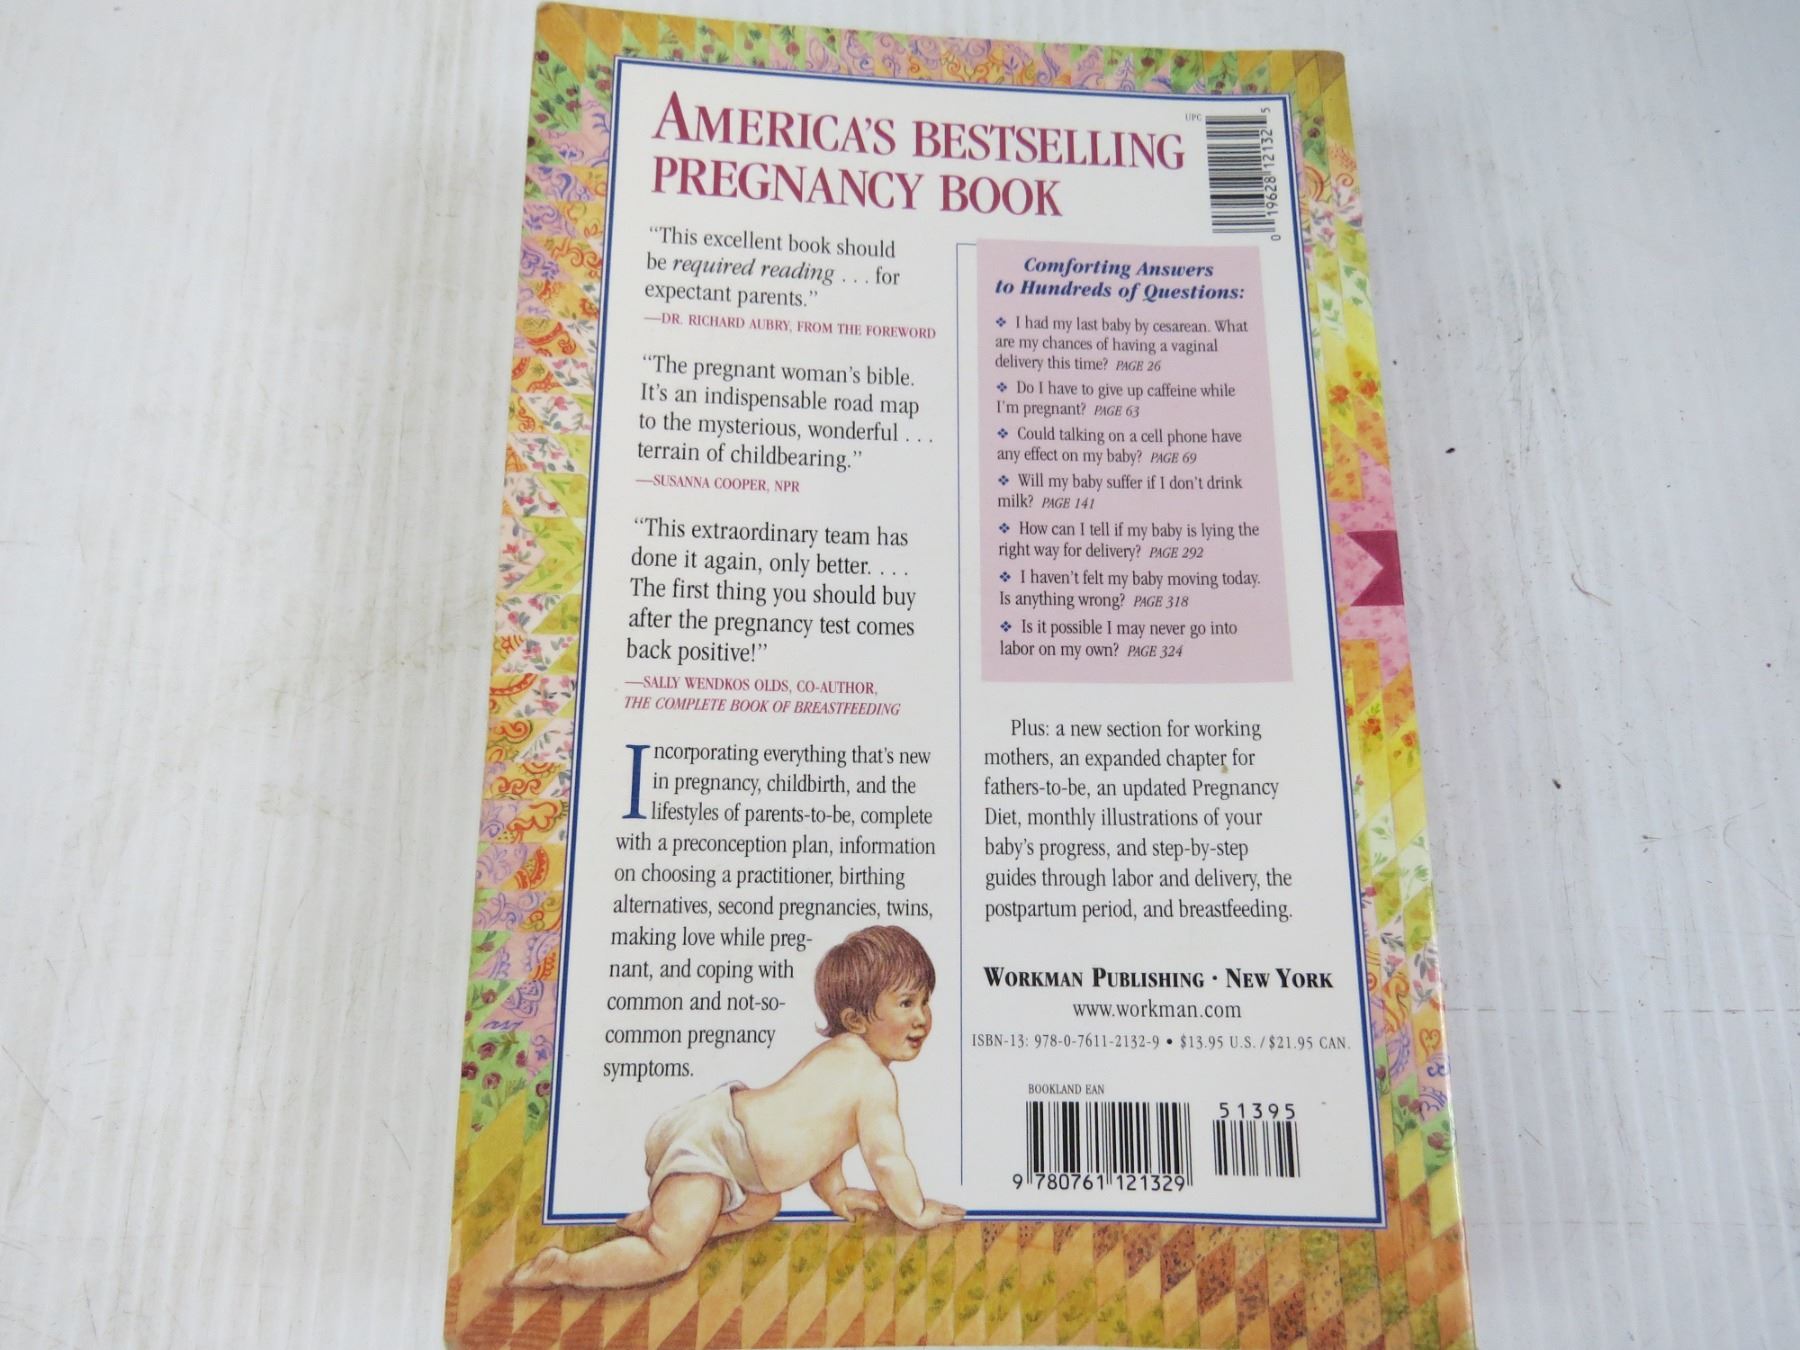 AMERICA'S BESTSELLING
PREGNANCY BOOK
UPC
0 19628 12132 5
“This excellent book should
be required reading . . . for
expectant parents.”
—DR. RICHARD AUBRY, FROM THE FOREWORD
“The pregnant woman's bible.
It's an indispensable road map
to the mysterious, wonderful . . .
terrain of childbearing.”
—SUSANNA COOPER, NPR
“This extraordinary team has
done it again, only better. . . .
The first thing you should buy
after the pregnancy test comes
back positive!”
—SALLY WENDKOS OLDS, CO-AUTHOR,
THE COMPLETE BOOK OF BREASTFEEDING
Incorporating everything that's new
in pregnancy, childbirth, and the
lifestyles of parents-to-be, complete
with a preconception plan, information
on choosing a practitioner, birthing
alternatives, second pregnancies, twins,
making love while preg-
nant, and coping with
common and not-so-
common pregnancy
symptoms.
Comforting Answers
to Hundreds of Questions:
❖ I had my last baby by cesarean. What
are my chances of having a vaginal
delivery this time? PAGE 26
❖ Do I have to give up caffeine while
I'm pregnant? PAGE 63
❖ Could talking on a cell phone have
any effect on my baby? PAGE 69
❖ Will my baby suffer if I don't drink
milk? PAGE 141
❖ How can I tell if my baby is lying the
right way for delivery? PAGE 292
❖ I haven't felt my baby moving today.
Is anything wrong? PAGE 318
❖ Is it possible I may never go into
labor on my own? PAGE 324
Plus: a new section for working
mothers, an expanded chapter for
fathers-to-be, an updated Pregnancy
Diet, monthly illustrations of your
baby's progress, and step-by-step
guides through labor and delivery, the
postpartum period, and breastfeeding.
WORKMAN PUBLISHING • NEW YORK
www.workman.com
ISBN-13: 978-0-7611-2132-9 • $13.95 U.S. / $21.95 CAN.
BOOKLAND EAN
51395
9 780761 121329